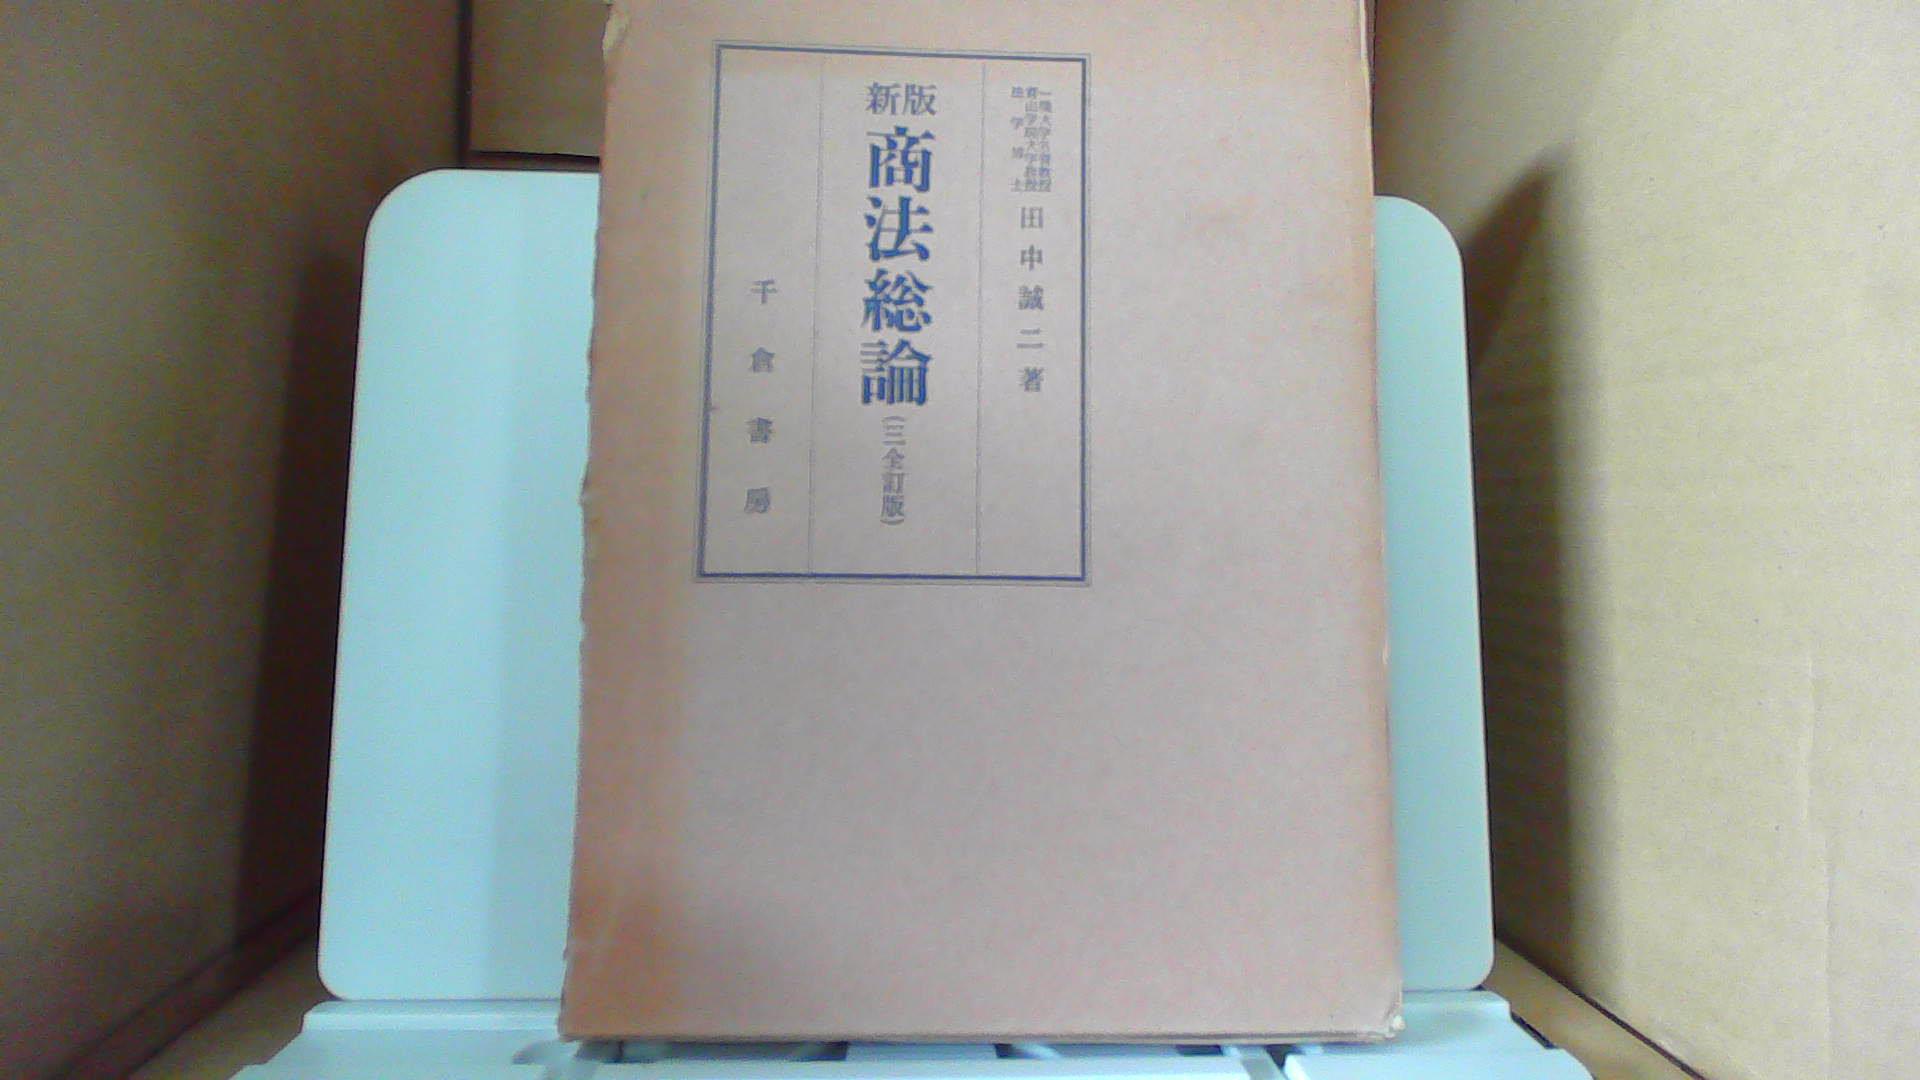 一橋大学名誉教授
青山学院大学教授
法学博士
田中誠二著
新版
商法総論
(三全訂版)
千倉書房